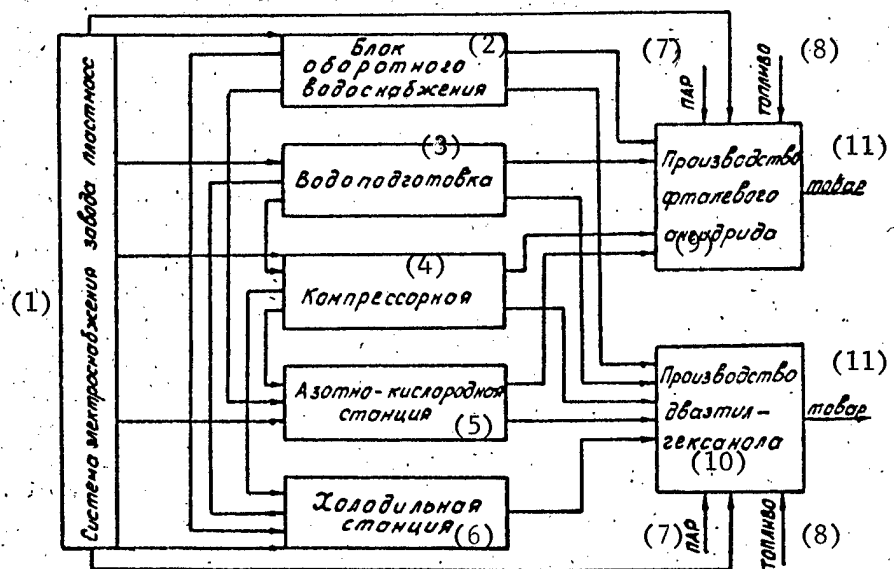 (1)
Система электроснабжения завода пластмасс
Блок (2)
оборотного
водоснабжения
(3)
Водоподготовка
(4)
Компрессорная
Азотно-кислородная
станция
(5)
Холодильная
станция
(6)
(7)
ПАР
(8)
ТОПЛИВО
Производство
фталевого
ангидрида
(9)
(11)
товар
Производство
двазтил-
гексанола
(10)
(11)
товар
(7)
ПАР
ТОПЛИВО
(8)